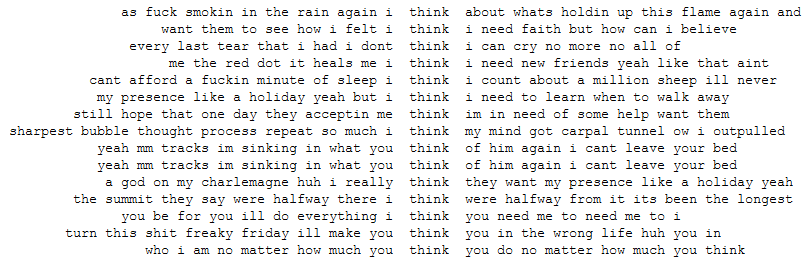 as fuck smokin in the rain again i think about whats holdin up this flame again and
want them to see how i felt i think i need faith but how can i believe
every last tear that i had i dont think i can cry no more no all of
me the red dot it heals me i think i need new friends yeah like that aint
cant afford a fuckin minute of sleep i think i count about a million sheep ill never
my presence like a holiday yeah but i think i need to learn when to walk away
still hope that one day they acceptin me think im in need of some help want them
sharpest bubble thought process repeat so much i think my mind got carpal tunnel ow i outpulled
yeah mm tracks im sinking in what you think of him again i cant leave your bed
yeah mm tracks im sinking in what you think of him again i cant leave your bed
a god on my charlemagne huh i really think they want my presence like a holiday yeah
the summit they say were halfway there i think were halfway from it its been the longest
you be for you ill do everything i think you need me to need me to i
turn this shit freaky friday ill make you think you in the wrong life huh you in
who i am no matter how much you think you do no matter how much you think